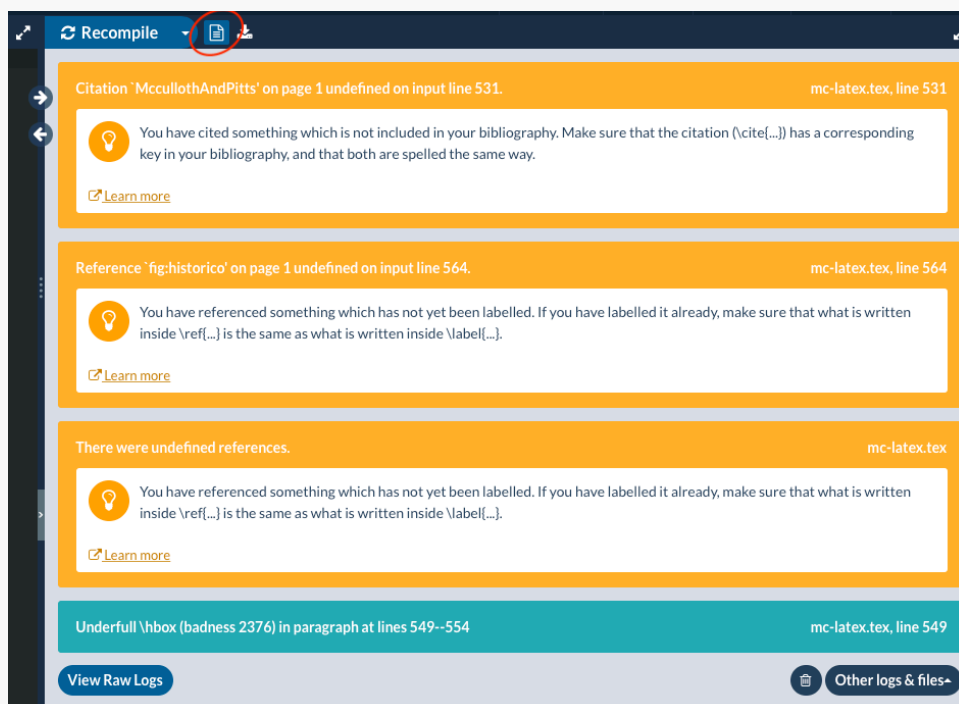 Recompile
Citation `MccullothAndPitts' on page 1 undefined on input line 531.
mc-latex.tex, line 531
You have cited something which is not included in your bibliography. Make sure that the citation (\cite{...}) has a corresponding
key in your bibliography, and that both are spelled the same way.
Learn more
Reference `fig:historico' on page 1 undefined on input line 564.
mc-latex.tex, line 564
You have referenced something which has not yet been labelled. If you have labelled it already, make sure that what is written
inside \ref{...} is the same as what is written inside \label{...}.
Learn more
There were undefined references.
mc-latex.tex
You have referenced something which has not yet been labelled. If you have labelled it already, make sure that what is written
inside \ref{...} is the same as what is written inside \label{...}.
Learn more
Underfull \hbox (badness 2376) in paragraph at lines 549--554
mc-latex.tex, line 549
View Raw Logs
Other logs & files